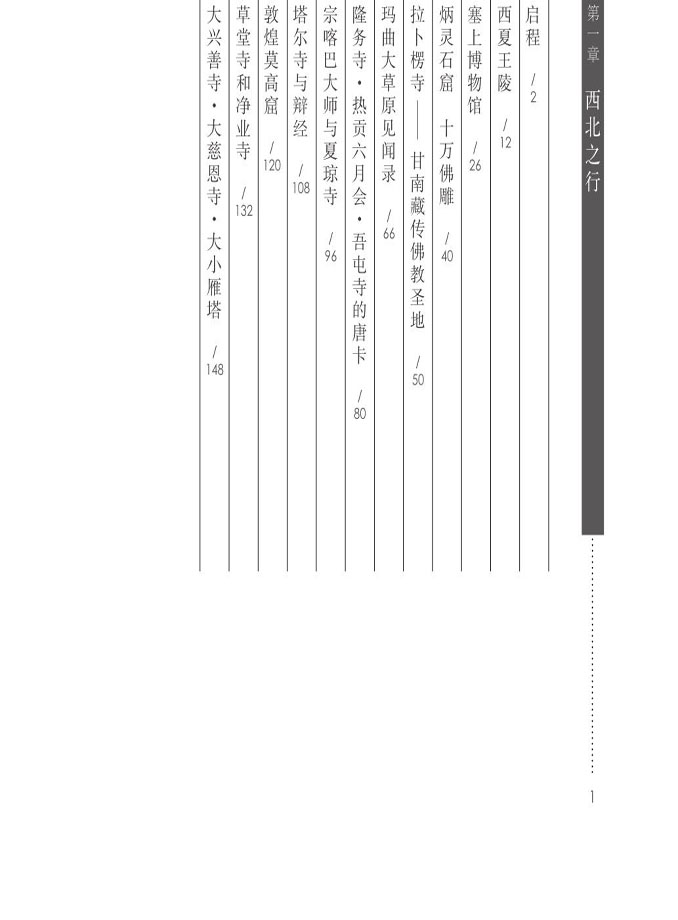 第一章 西北之行 1
启程 /2
西夏王陵 /12
塞上博物馆 /26
炳灵石窟 十万佛雕 /40
拉卜楞寺——甘南藏传佛教圣地 /50
玛曲大草原见闻录 /66
隆务寺·热贡六月会·吾屯寺的唐卡 /80
宗喀巴大师与夏琼寺 /96
塔尔寺与辩经 /108
敦煌莫高窟 /120
草堂寺和净业寺 /132
大兴善寺·大慈恩寺·大小雁塔 /148